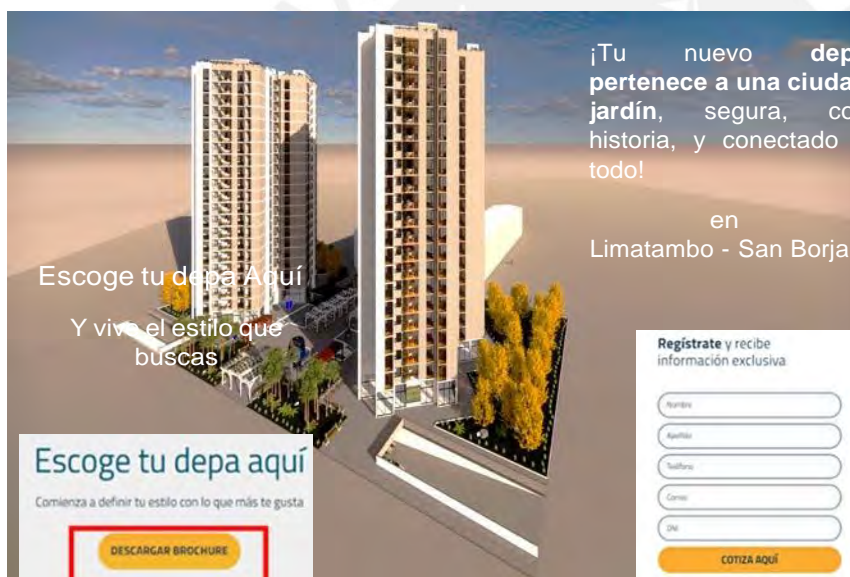 ¡Tu nuevo dep
pertenece a una ciuda
jardín, segura, co
historia, y conectado
todo!
en
Limatambo - San Borja
Escoge tu depa Aquí
Y vive el estilo que
buscas
Regístrate y recibe
información exclusiva
Nombre
Apellido
Teléfono
Correo
DNI
COTIZA AQUÍ
Escoge tu depa aquí
Comienza a definir tu estilo con lo que más te gusta
DESCARGAR BROCHURE